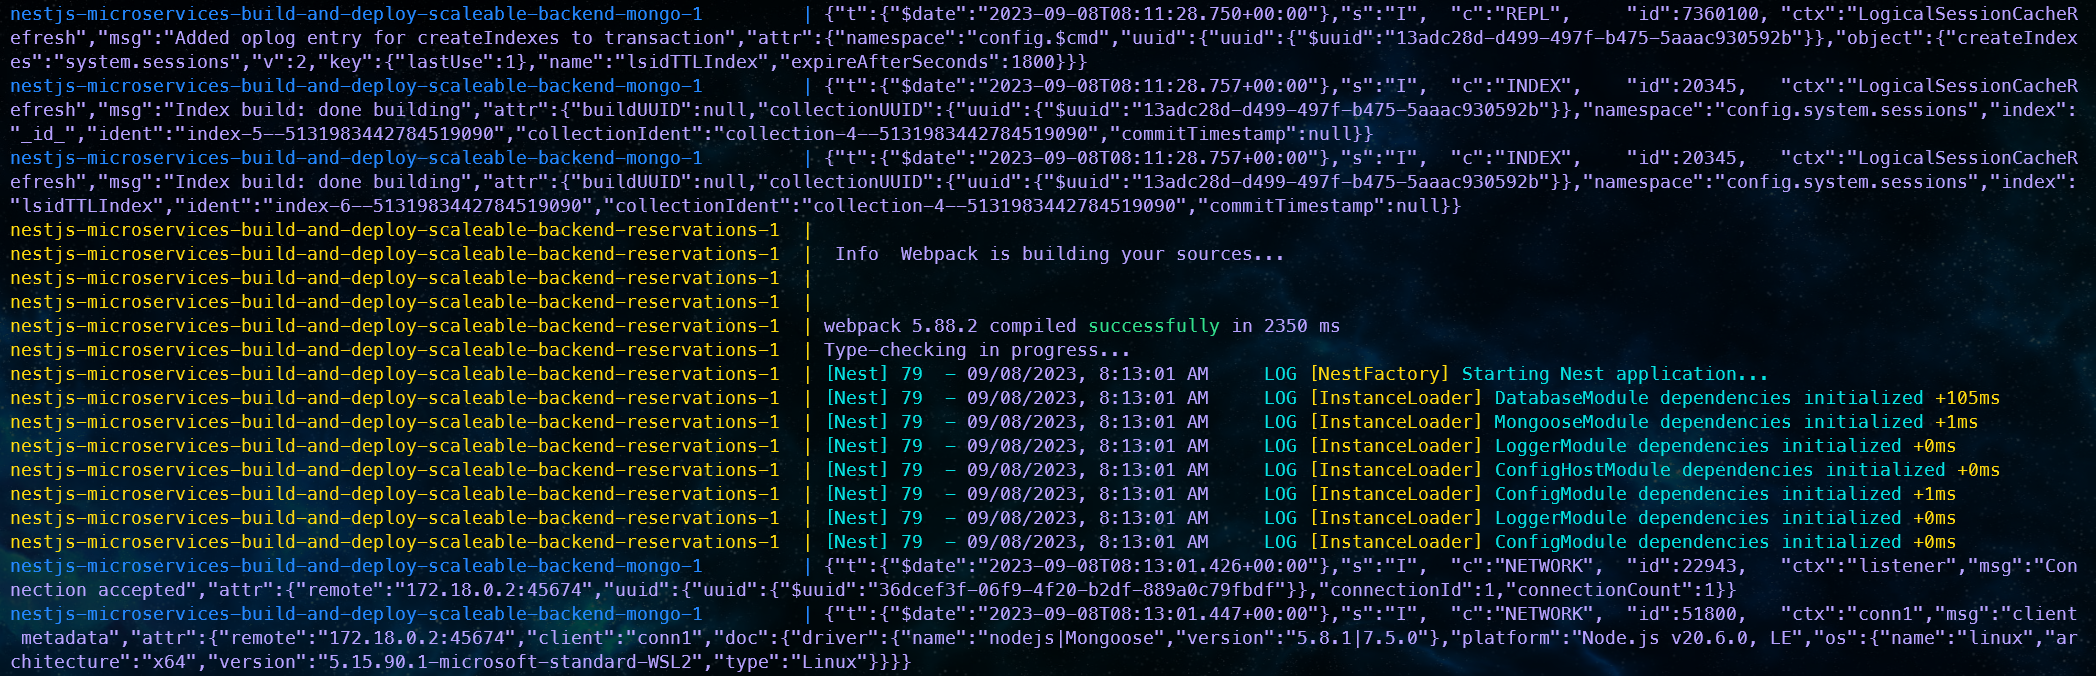 nestjs-microservices-build-and-deploy-scaleable-backend-mongo-1         | {"t":{"$date":"2023-09-08T08:11:28.750+00:00"},"s":"I",  "c":"REPL",     "id":7360100, "ctx":"LogicalSessionCacheR
efresh","msg":"Added oplog entry for createIndexes to transaction","attr":{"namespace":"config.$cmd","uuid":{"uuid":{"$uuid":"13adc28d-d499-497f-b475-5aaac930592b"}},"object":{"createIndex
es":"system.sessions","v":2,"key":{"lastUse":1},"name":"lsidTTLIndex","expireAfterSeconds":1800}}}
nestjs-microservices-build-and-deploy-scaleable-backend-mongo-1         | {"t":{"$date":"2023-09-08T08:11:28.757+00:00"},"s":"I",  "c":"INDEX",    "id":20345,   "ctx":"LogicalSessionCacheR
efresh","msg":"Index build: done building","attr":{"buildUUID":null,"collectionUUID":{"uuid":{"$uuid":"13adc28d-d499-497f-b475-5aaac930592b"}},"namespace":"config.system.sessions","index":
"_id_","ident":"index-5--5131983442784519090","collectionIdent":"collection-4--5131983442784519090","commitTimestamp":null}}
nestjs-microservices-build-and-deploy-scaleable-backend-mongo-1         | {"t":{"$date":"2023-09-08T08:11:28.757+00:00"},"s":"I",  "c":"INDEX",    "id":20345,   "ctx":"LogicalSessionCacheR
efresh","msg":"Index build: done building","attr":{"buildUUID":null,"collectionUUID":{"uuid":{"$uuid":"13adc28d-d499-497f-b475-5aaac930592b"}},"namespace":"config.system.sessions","index":
"lsidTTLIndex","ident":"index-6--5131983442784519090","collectionIdent":"collection-4--5131983442784519090","commitTimestamp":null}}
nestjs-microservices-build-and-deploy-scaleable-backend-reservations-1  |
nestjs-microservices-build-and-deploy-scaleable-backend-reservations-1  |  Info  Webpack is building your sources...
nestjs-microservices-build-and-deploy-scaleable-backend-reservations-1  |
nestjs-microservices-build-and-deploy-scaleable-backend-reservations-1  |
nestjs-microservices-build-and-deploy-scaleable-backend-reservations-1  | webpack 5.88.2 compiled successfully in 2350 ms
nestjs-microservices-build-and-deploy-scaleable-backend-reservations-1  | Type-checking in progress...
nestjs-microservices-build-and-deploy-scaleable-backend-reservations-1  | [Nest] 79  - 09/08/2023, 8:13:01 AM     LOG [NestFactory] Starting Nest application...
nestjs-microservices-build-and-deploy-scaleable-backend-reservations-1  | [Nest] 79  - 09/08/2023, 8:13:01 AM     LOG [InstanceLoader] DatabaseModule dependencies initialized +105ms
nestjs-microservices-build-and-deploy-scaleable-backend-reservations-1  | [Nest] 79  - 09/08/2023, 8:13:01 AM     LOG [InstanceLoader] MongooseModule dependencies initialized +1ms
nestjs-microservices-build-and-deploy-scaleable-backend-reservations-1  | [Nest] 79  - 09/08/2023, 8:13:01 AM     LOG [InstanceLoader] LoggerModule dependencies initialized +0ms
nestjs-microservices-build-and-deploy-scaleable-backend-reservations-1  | [Nest] 79  - 09/08/2023, 8:13:01 AM     LOG [InstanceLoader] ConfigHostModule dependencies initialized +0ms
nestjs-microservices-build-and-deploy-scaleable-backend-reservations-1  | [Nest] 79  - 09/08/2023, 8:13:01 AM     LOG [InstanceLoader] ConfigModule dependencies initialized +1ms
nestjs-microservices-build-and-deploy-scaleable-backend-reservations-1  | [Nest] 79  - 09/08/2023, 8:13:01 AM     LOG [InstanceLoader] LoggerModule dependencies initialized +0ms
nestjs-microservices-build-and-deploy-scaleable-backend-reservations-1  | [Nest] 79  - 09/08/2023, 8:13:01 AM     LOG [InstanceLoader] ConfigModule dependencies initialized +0ms
nestjs-microservices-build-and-deploy-scaleable-backend-mongo-1         | {"t":{"$date":"2023-09-08T08:13:01.426+00:00"},"s":"I",  "c":"NETWORK",  "id":22943,   "ctx":"listener","msg":"Con
nection accepted","attr":{"remote":"172.18.0.2:45674","uuid":{"uuid":{"$uuid":"36dcef3f-06f9-4f20-b2df-889a0c79fbdf"}},"connectionId":1,"connectionCount":1}}
nestjs-microservices-build-and-deploy-scaleable-backend-mongo-1         | {"t":{"$date":"2023-09-08T08:13:01.447+00:00"},"s":"I",  "c":"NETWORK",  "id":51800,   "ctx":"conn1","msg":"client
 metadata","attr":{"remote":"172.18.0.2:45674","client":"conn1","doc":{"driver":{"name":"nodejs|Mongoose","version":"5.8.1|7.5.0"},"platform":"Node.js v20.6.0, LE","os":{"name":"linux","ar
chitecture":"x64","version":"5.15.90.1-microsoft-standard-WSL2","type":"Linux"}}}}